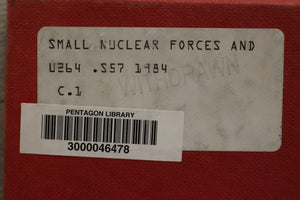 SMALL NUCLEAR FORCES AND
U264 .S57 1984
WITHDRAWN
C.1
PENTAGON LIBRARY
3000046478